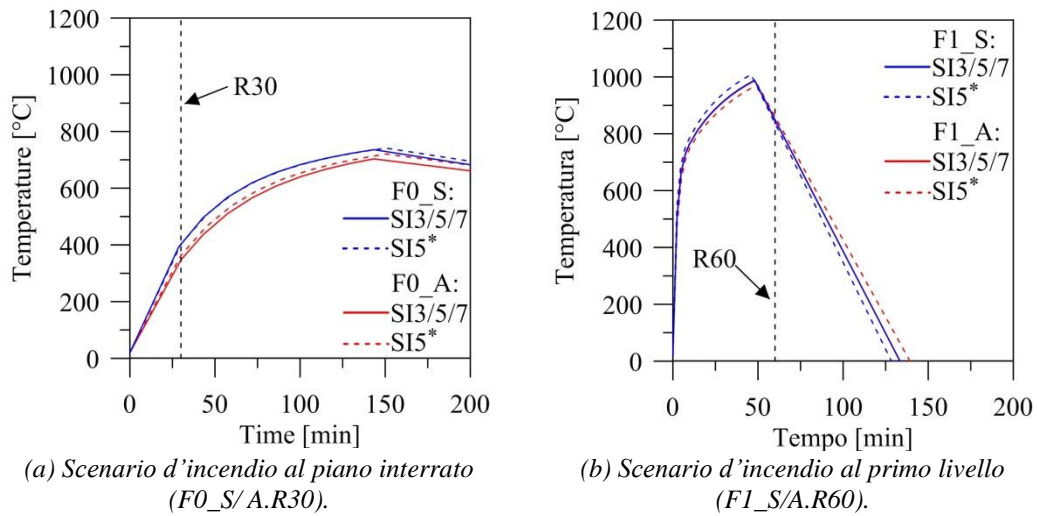 1200
1000
800
600
400
200
0
Temperature [°C]
R30
F0_S:
SI3/5/7
SI5*
F0_A:
SI3/5/7
SI5*
0 50 100 150 200
Time [min]
(a) Scenario d'incendio al piano interrato
(F0_S/ A.R30).
1200
1000
800
600
400
200
0
Temperatura [°C]
F1_S:
SI3/5/7
SI5*
F1_A:
SI3/5/7
SI5*
R60
0 50 100 150 200
Tempo [min]
(b) Scenario d'incendio al primo livello
(F1_S/A.R60).